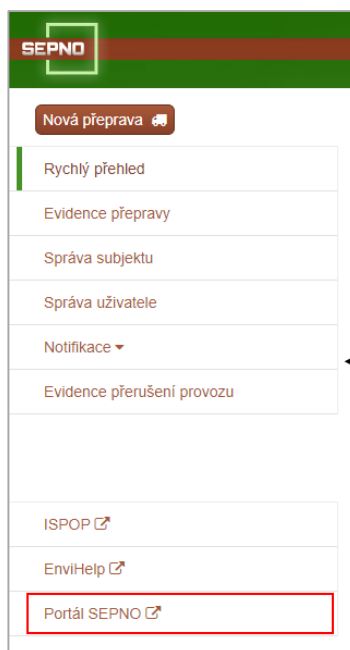 SEPNO
Nová přeprava
Rychlý přehled
Evidence přepravy
Správa subjektu
Správa uživatele
Notifikace
Evidence přerušení provozu
ISPOP
EnviHelp
Portál SEPNO